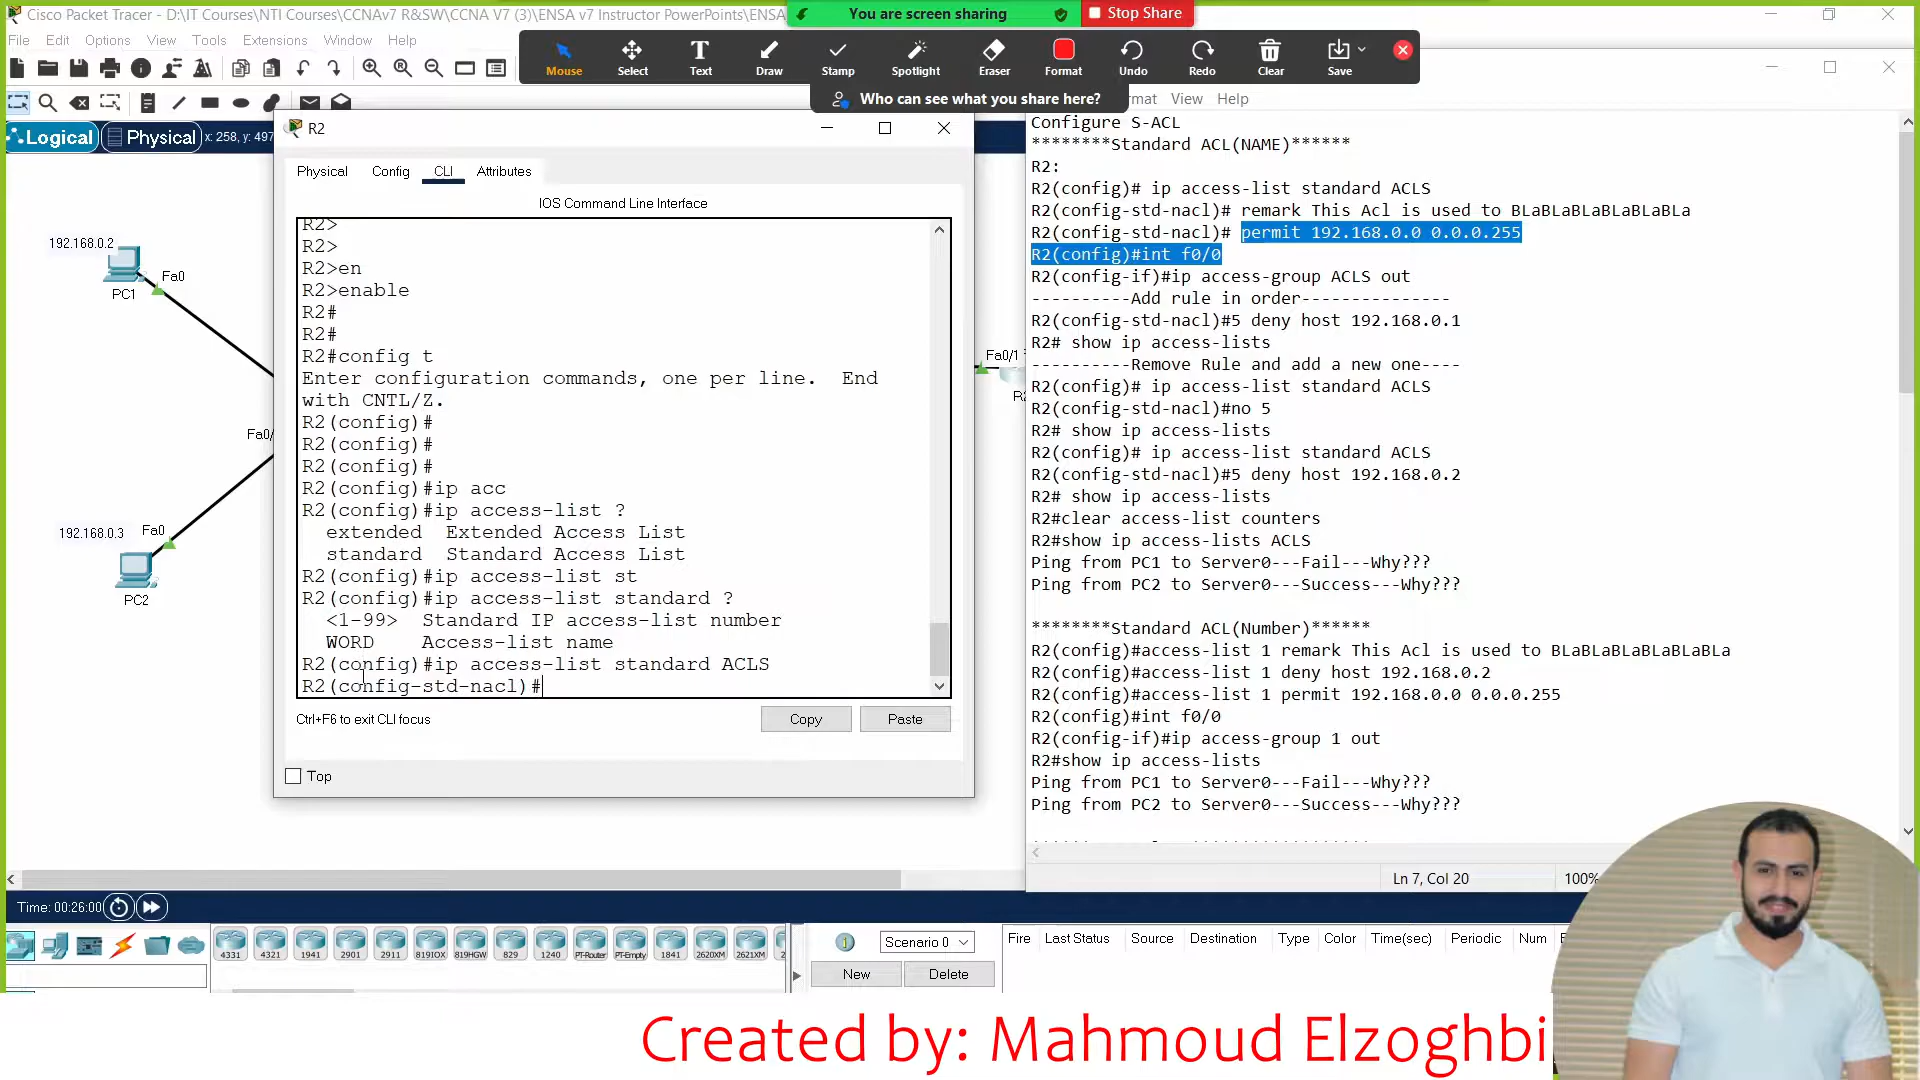 Cisco Packet Tracer - D:\IT Courses\NTI Courses\CCNAv7 R&SW\CCNA V7 (3)\ENSA v7 Instructor PowerPoints\ENSA
You are screen sharing
Stop Share
File Edit Options View Tools Extensions Window Help
Mouse Select Text Draw Stamp Spotlight Eraser Format Undo Redo Clear Save
Who can see what you share here?
View Help
Logical Physical x: 258, y: 497
R2
Physical Config CLI Attributes
IOS Command Line Interface
R2>
R2>
R2>en
R2>enable
R2#
R2#
R2#config t
Enter configuration commands, one per line.  End
with CNTL/Z.
R2(config)#
R2(config)#
R2(config)#
R2(config)#ip acc
R2(config)#ip access-list ?
extended  Extended Access List
standard  Standard Access List
R2(config)#ip access-list st
R2(config)#ip access-list standard ?
<1-99>  Standard IP access-list number
WORD    Access-list name
R2(config)#ip access-list standard ACLS
R2(config-std-nacl)#
Ctrl+F6 to exit CLI focus
Copy
Paste
Top
192.168.0.2
Fa0
PC1
Fa0/
192.168.0.3
Fa0
PC2
Fa0/1
Configure S-ACL
********Standard ACL(NAME)******
R2:
R2(config)# ip access-list standard ACLS
R2(config-std-nacl)# remark This Acl is used to BLaBLaBLaBLaBLaBLa
R2(config-std-nacl)# permit 192.168.0.0 0.0.0.255
R2(config)#int f0/0
R2(config-if)#ip access-group ACLS out
----------Add rule in order---------------
R2(config-std-nacl)#5 deny host 192.168.0.1
R2# show ip access-lists
----------Remove Rule and add a new one----
R2(config)# ip access-list standard ACLS
R2(config-std-nacl)#no 5
R2# show ip access-lists
R2(config)# ip access-list standard ACLS
R2(config-std-nacl)#5 deny host 192.168.0.2
R2# show ip access-lists
R2#clear access-list counters
R2#show ip access-lists ACLS
Ping from PC1 to Server0---Fail---Why???
Ping from PC2 to Server0---Success---Why???
********Standard ACL(Number)******
R2(config)#access-list 1 remark This Acl is used to BLaBLaBLaBLaBLaBLa
R2(config)#access-list 1 deny host 192.168.0.2
R2(config)#access-list 1 permit 192.168.0.0 0.0.0.255
R2(config)#int f0/0
R2(config-if)#ip access-group 1 out
R2#show ip access-lists
Ping from PC1 to Server0---Fail---Why???
Ping from PC2 to Server0---Success---Why???
Ln 7, Col 20
100%
Time: 00:26:00
4331 4321 1941 2901 2911 819IOX 819HGW 829 1240 PT-Router PT-Empty 1841 2620XM 2621XM
Scenario 0
New
Delete
Fire Last Status Source Destination Type Color Time(sec) Periodic Num
Created by: Mahmoud Elzoghbi